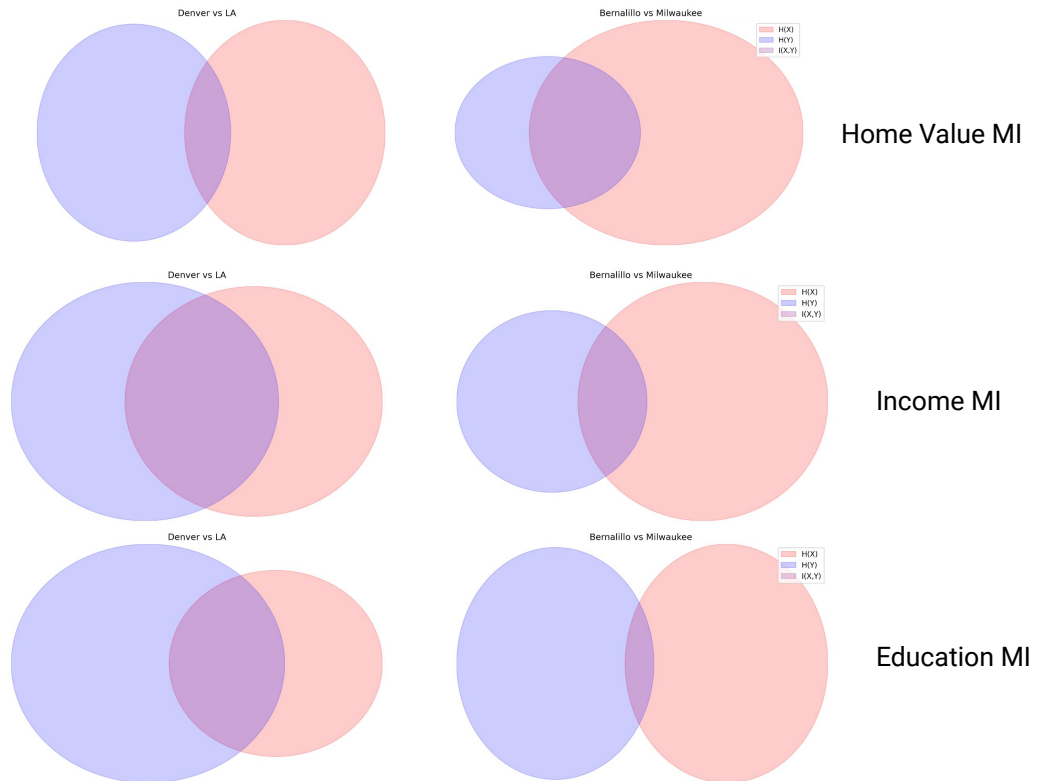 Denver vs LA
Bernalillo vs Milwaukee
H(X)
H(Y)
I(X,Y)
Home Value MI
Denver vs LA
Bernalillo vs Milwaukee
H(X)
H(Y)
I(X,Y)
Income MI
Denver vs LA
Bernalillo vs Milwaukee
H(X)
H(Y)
I(X,Y)
Education MI